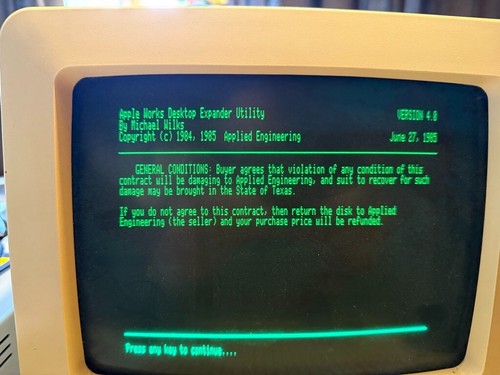 Apple Works Desktop Expander Utility VERSION 4.0
By Michael Wilks
Copyright (c) 1984, 1985 Applied Engineering June 27, 1985
GENERAL CONDITIONS: Buyer agrees that violation of any condition of this
contract will be damaging to Applied Engineering, and suit to recover for such
damage may be brought in the State of Texas.
If you do not agree to this contract, then return the disk to Applied
Engineering (the seller) and your purchase price will be refunded.
Press any key to continue....